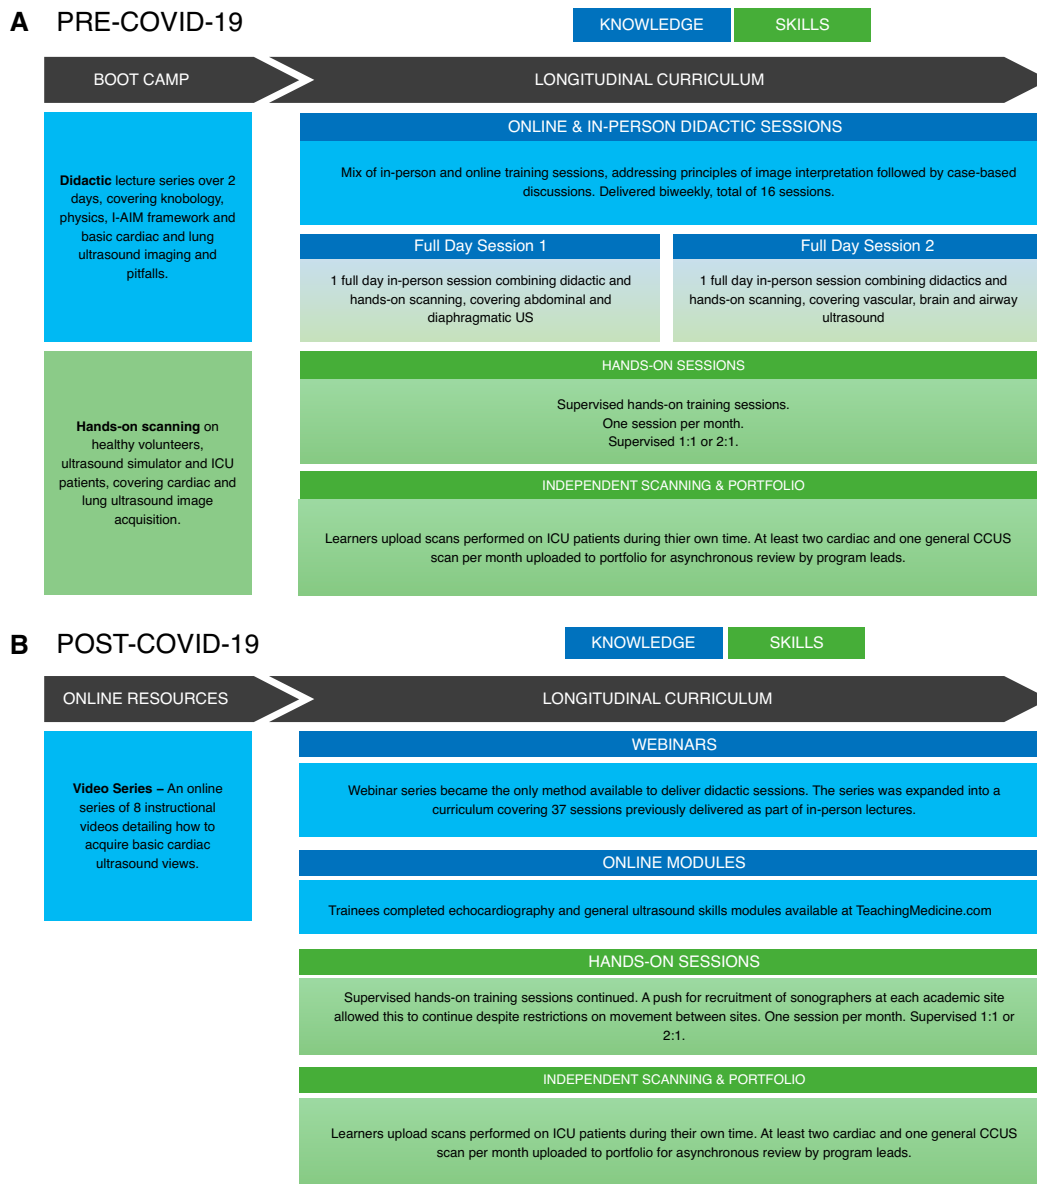 A PRE-COVID-19
KNOWLEDGE SKILLS
BOOT CAMP
LONGITUDINAL CURRICULUM
Didactic lecture series over 2
days, covering knobology,
physics, I-AIM framework and
basic cardiac and lung
ultrasound imaging and
pitfalls.
Hands-on scanning on
healthy volunteers,
ultrasound simulator and ICU
patients, covering cardiac and
lung ultrasound image
acquisition.
ONLINE & IN-PERSON DIDACTIC SESSIONS
Mix of in-person and online training sessions, addressing principles of image interpretation followed by case-based
discussions. Delivered biweekly, total of 16 sessions.
Full Day Session 1
1 full day in-person session combining didactic and
hands-on scanning, covering abdominal and
diaphragmatic US
Full Day Session 2
1 full day in-person session combining didactics and
hands-on scanning, covering vascular, brain and airway
ultrasound
HANDS-ON SESSIONS
Supervised hands-on training sessions.
One session per month.
Supervised 1:1 or 2:1.
INDEPENDENT SCANNING & PORTFOLIO
Learners upload scans performed on ICU patients during thier own time. At least two cardiac and one general CCUS
scan per month uploaded to portfolio for asynchronous review by program leads.
B POST-COVID-19
KNOWLEDGE SKILLS
ONLINE RESOURCES
LONGITUDINAL CURRICULUM
Video Series – An online
series of 8 instructional
videos detailing how to
acquire basic cardiac
ultrasound views.
WEBINARS
Webinar series became the only method available to deliver didactic sessions. The series was expanded into a
curriculum covering 37 sessions previously delivered as part of in-person lectures.
ONLINE MODULES
Trainees completed echocardiography and general ultrasound skills modules available at TeachingMedicine.com
HANDS-ON SESSIONS
Supervised hands-on training sessions continued. A push for recruitment of sonographers at each academic site
allowed this to continue despite restrictions on movement between sites. One session per month. Supervised 1:1 or
2:1.
INDEPENDENT SCANNING & PORTFOLIO
Learners upload scans performed on ICU patients during their own time. At least two cardiac and one general CCUS
scan per month uploaded to portfolio for asynchronous review by program leads.